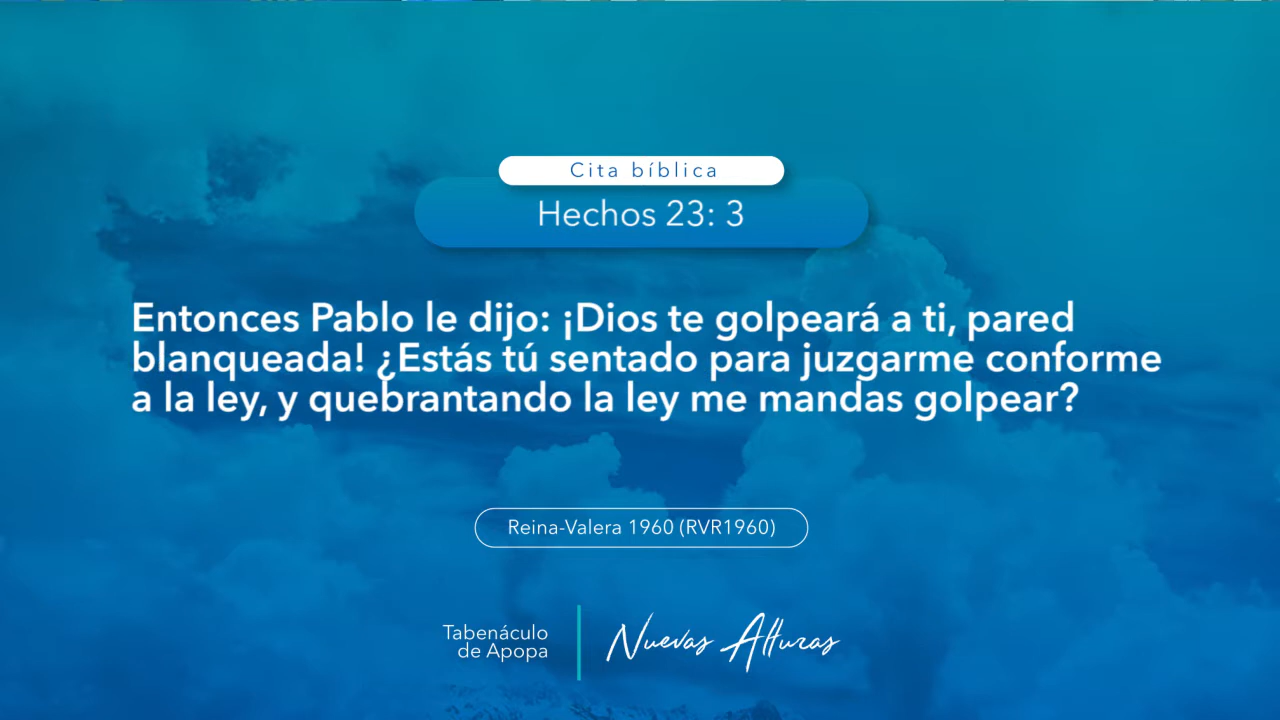 Cita bíblica
Hechos 23: 3
Entonces Pablo le dijo: ¡Dios te golpeará a ti, pared
blanqueada! ¿Estás tú sentado para juzgarme conforme
a la ley, y quebrantando la ley me mandas golpear?
Reina-Valera 1960 (RVR1960)
Tabenáculo
de Apopa
Nuevas Alturas